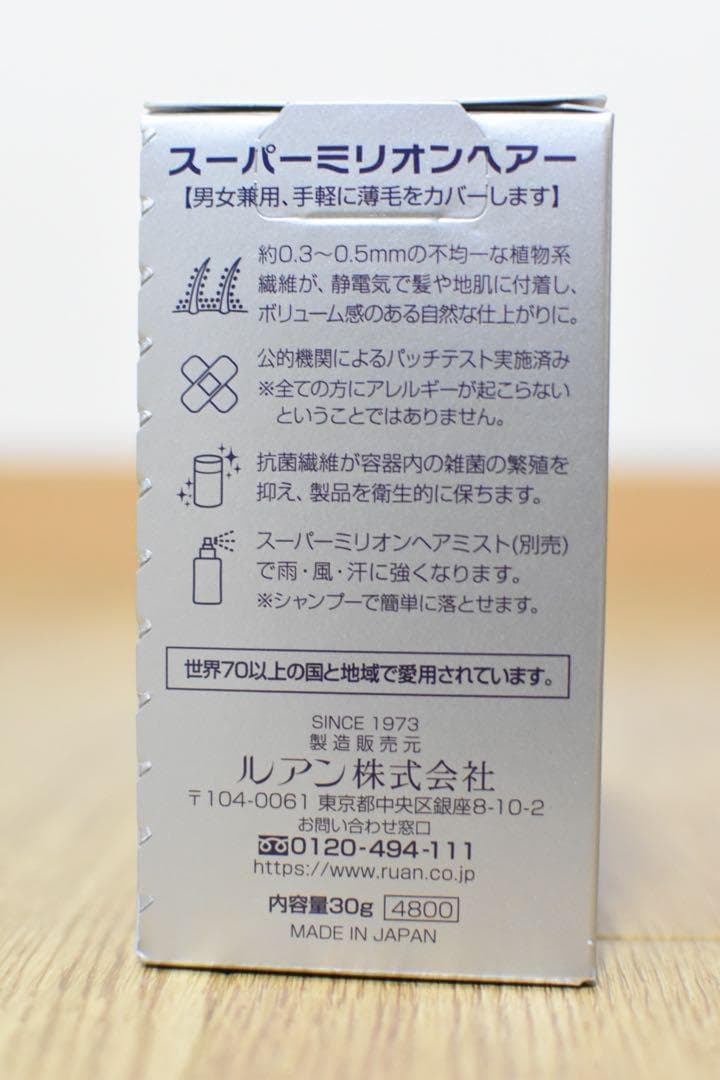 スーパーミリオンヘアー
【男女兼用、手軽に薄毛をカバーします】
約0.3〜0.5mmの不均一な植物系
繊維が、静電気で髪や地肌に付着し、
ボリューム感のある自然な仕上がりに。
公的機関によるパッチテスト実施済み
※全ての方にアレルギーが起こらない
ということではありません。
抗菌繊維が容器内の雑菌の繁殖を
抑え、製品を衛生的に保ちます。
スーパーミリオンヘアミスト(別売)
で雨・風・汗に強くなります。
※シャンプーで簡単に落とせます。
世界70以上の国と地域で愛用されています。
SINCE 1973
製造販売元
ルアン株式会社
〒104-0061 東京都中央区銀座8-10-2
お問い合わせ窓口
0120-494-111
https://www.ruan.co.jp
内容量30g 4800
MADE IN JAPAN